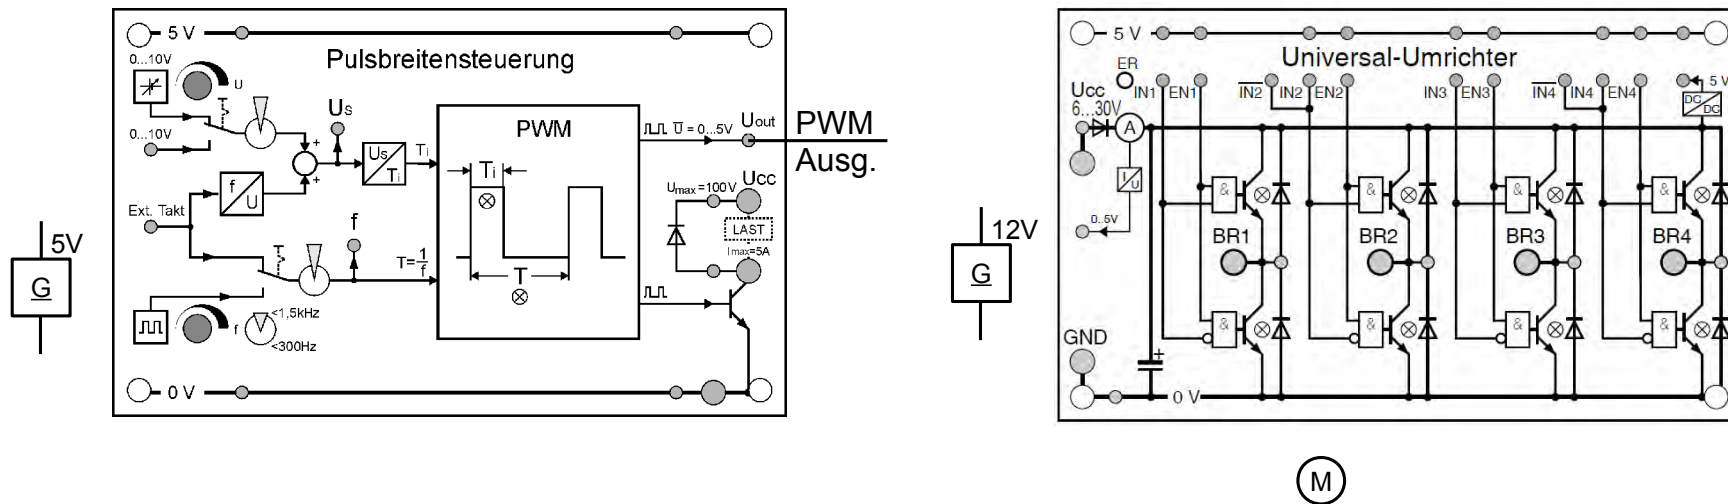 5V
G
5 V
Pulsbreitensteuerung
0...10V
U
0...10V
Us
+
+
Us
Ti
Ti
f
U
Ext. Takt
f
T=1/f
<1,5kHz
f
<300Hz
0 V
PWM
Ti
T
U = 0...5V
Uout
PWM
Ausg.
Umax=100V
Ucc
LAST
Imax=5A
12V
G
5 V
Universal-Umrichter
ER
Ucc
6...30V
A
I
U
0..5V
IN1 EN1 IN2 IN2 EN2 IN3 EN3 IN4 IN4 EN4
5 V
DC
DC
& & & &
BR1 BR2 BR3 BR4
& & & &
GND
+
0 V
M